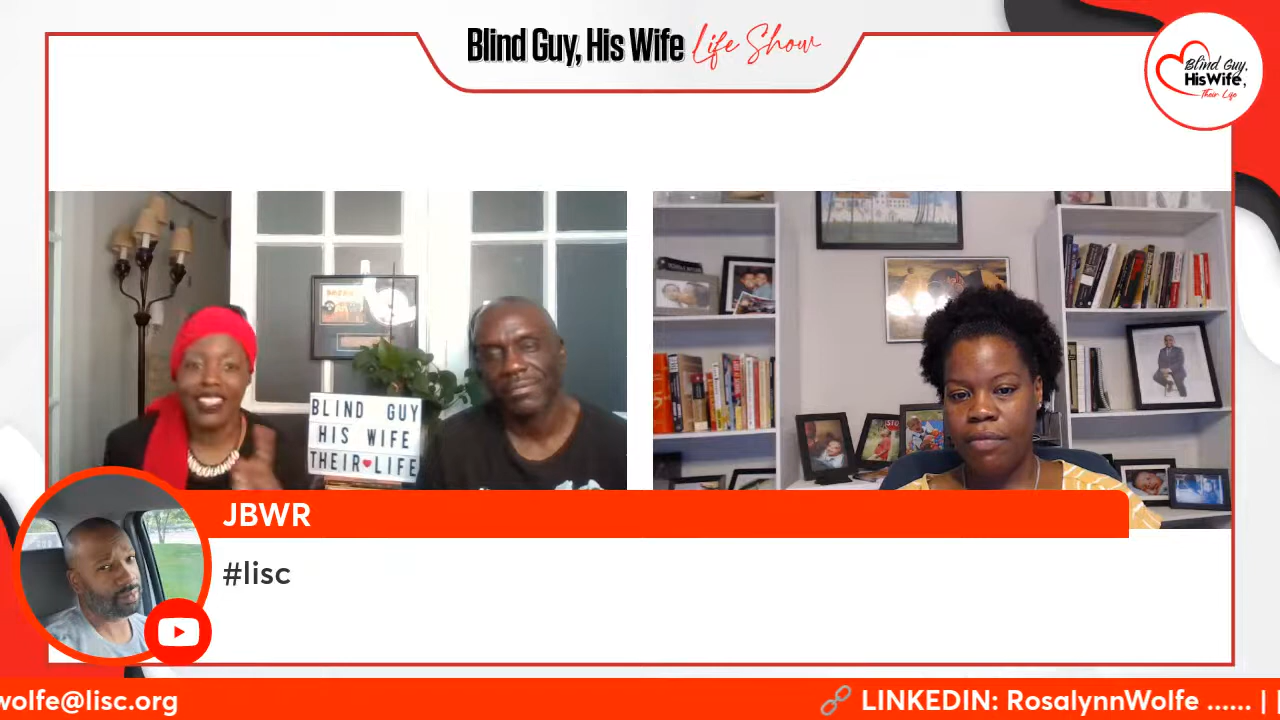 Blind Guy, His Wife Life Show
Blind Guy,
His Wife,
Their Life
BLIND GUY
HIS WIFE
THEIR♥LIFE
JBWR
#lisc
wolfe@lisc.org
LINKEDIN: RosalynnWolfe ...... |